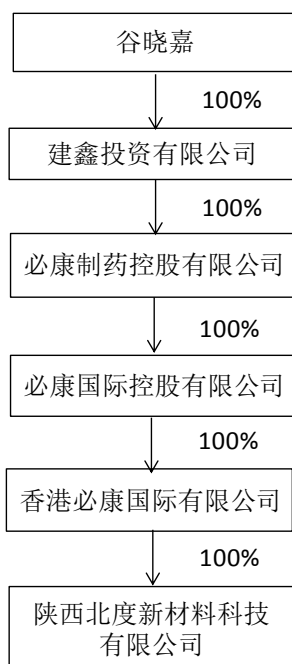 谷晓嘉
100%
建鑫投资有限公司
100%
必康制药控股有限公司
100%
必康国际控股有限公司
100%
香港必康国际有限公司
100%
陕西北度新材料科技
有限公司